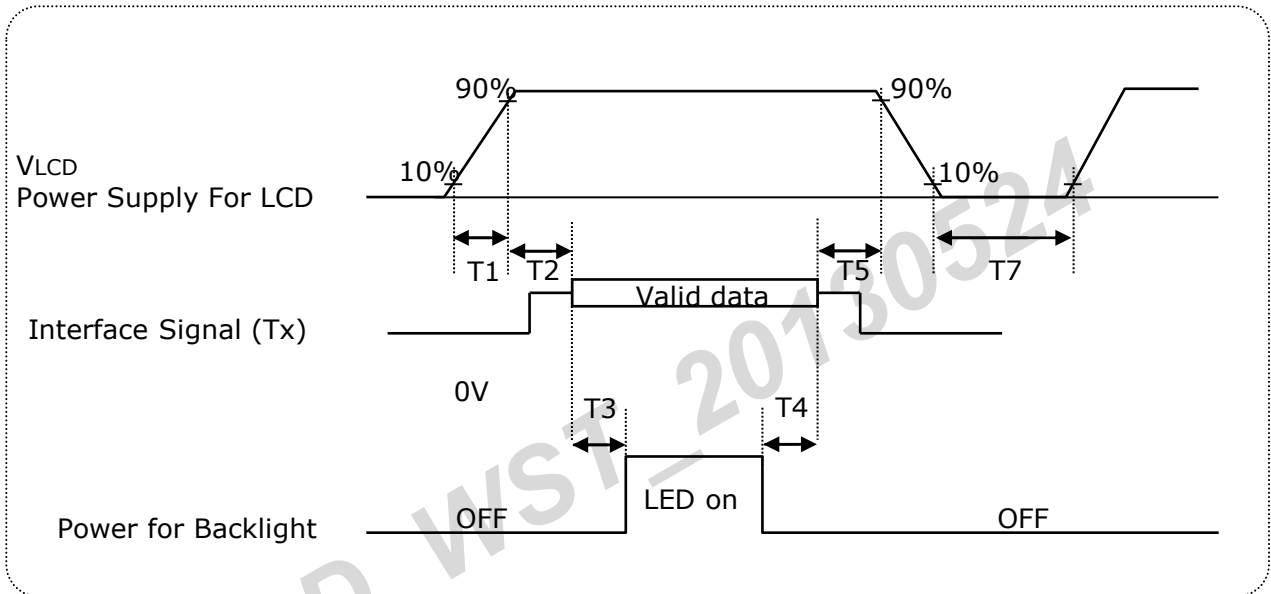 90% 90%
VLCD
10% 10%
Power Supply For LCD
T1 T2 T5 T7
Valid data
Interface Signal (Tx)
0V
T3 T4
LED on
Power for Backlight OFF OFF
D WST_20130524